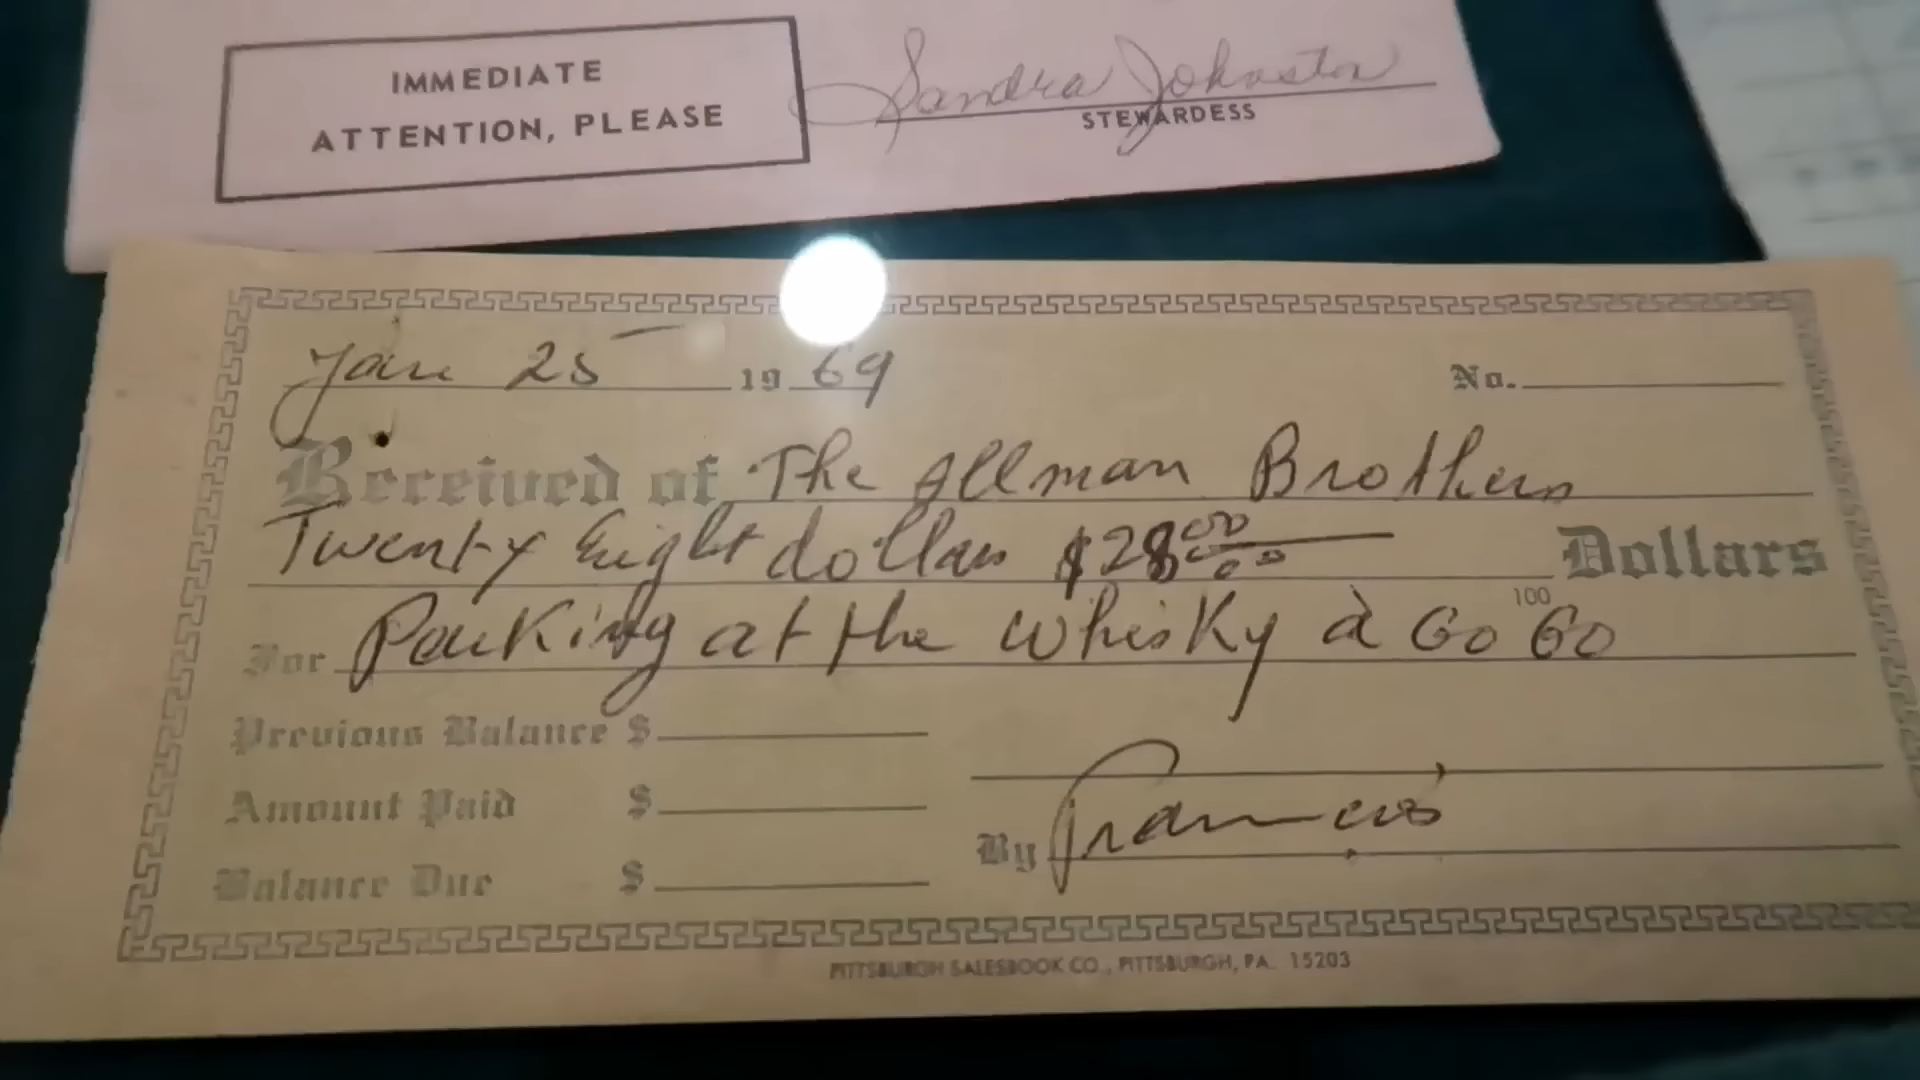 IMMEDIATE
ATTENTION, PLEASE
Sandra Johnston
STEWARDESS
Jan 25 1969
No.
Received of The Allman Brothers
Twenty Eight dollars $28 00/00 Dollars
100
For Parking at the Whisky à Go Go
Previous Balance $
Amount Paid $
Balance Due $
By Francis
PITTSBURGH SALESBOOK CO., PITTSBURGH, PA. 15203